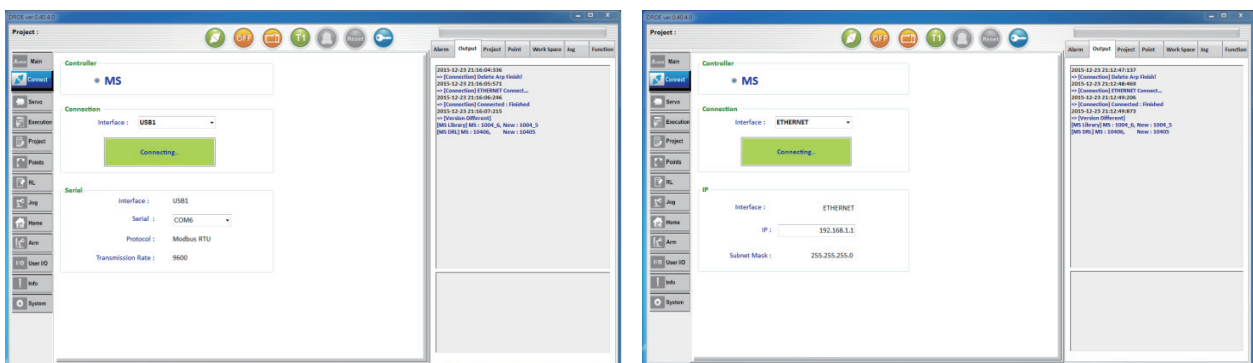 DROE ver.0.40.4.0
Project :
OFF
T1
Reset
Alarm Output Project Point Work Space Jog Function
Main
Connect
Servo
Execution
Project
Points
RL
Jog
Home
Arm
I/O User I/O
Info
System
Controller
MS
Connection
Interface : USB1
Connecting..
Serial
Interface : USB1
Serial : COM6
Protocol : Modbus RTU
Transmission Rate : 9600
2015-12-23 21:16:04:336
=> [Connection] Delete Arp Finish!
2015-12-23 21:16:05:571
=> [Connection] ETHERNET Connect...
2015-12-23 21:16:06:246
=> [Connection] Connected : Finished
2015-12-23 21:16:07:215
=> [Version Different]
[MS Library] MS : 1004_6, New : 1004_5
[MS DRL] MS : 10406, New : 10405
DROE ver.0.40.4.0
Project :
OFF
T1
Reset
Alarm Output Project Point Work Space Jog Function
Main
Connect
Servo
Execution
Project
Points
RL
Jog
Home
Arm
I/O User I/O
Info
System
Controller
MS
Connection
Interface : ETHERNET
Connecting..
IP
Interface : ETHERNET
IP : 192.168.1.1
Subnet Mask : 255.255.255.0
2015-12-23 21:12:47:137
=> [Connection] Delete Arp Finish!
2015-12-23 21:12:48:469
=> [Connection] ETHERNET Connect...
2015-12-23 21:12:49:206
=> [Connection] Connected : Finished
2015-12-23 21:12:49:873
=> [Version Different]
[MS Library] MS : 1004_6, New : 1004_5
[MS DRL] MS : 10406, New : 10405